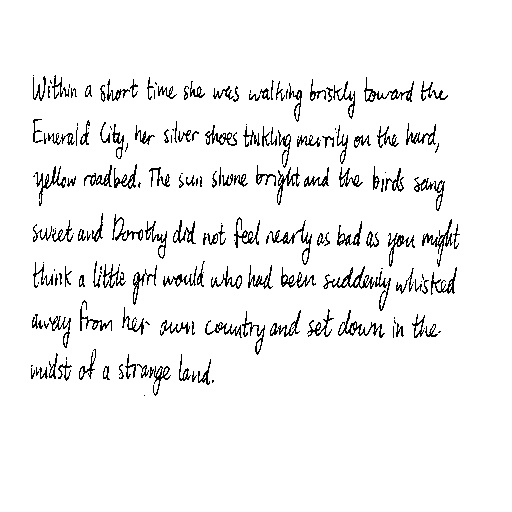 Within a short time she was walking briskly toward the
Emerald City, her silver shoes tinkling merrily on the hard,
yellow roadbed. The sun shone bright and the birds sang
sweet and Dorothy did not feel nearly as bad as you might
think a little girl would who had been suddenly whisked
away from her own country and set down in the
midst of a strange land.